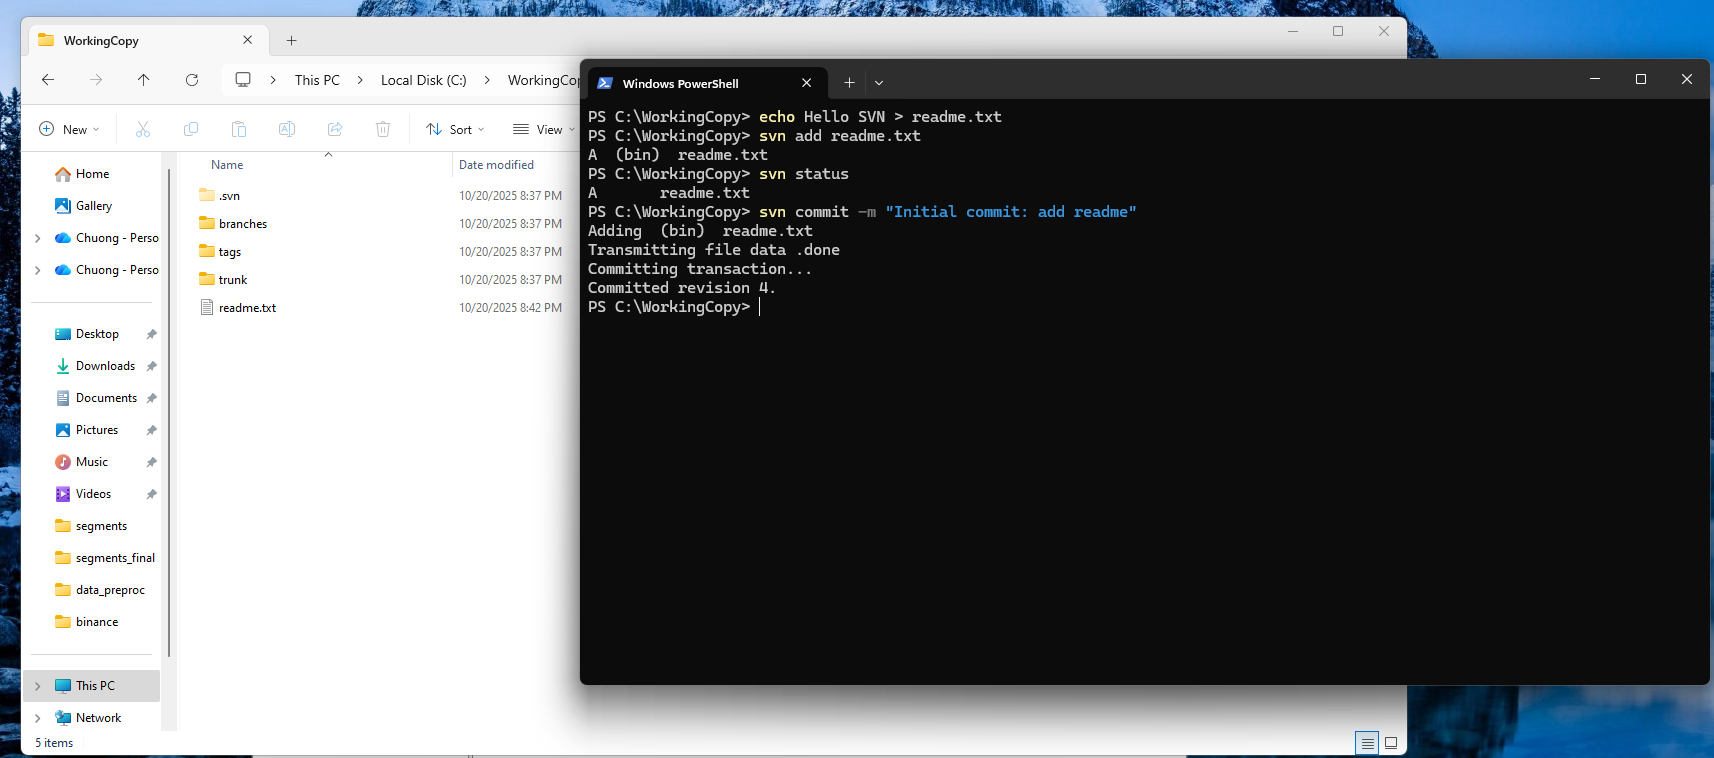 WorkingCopy
This PC > Local Disk (C:) > WorkingCop
New
Sort
View
Home
Gallery
Chuong - Perso
Chuong - Perso
Desktop
Downloads
Documents
Pictures
Music
Videos
segments
segments_final
data_preproc
binance
This PC
Network
Name Date modified
.svn 10/20/2025 8:37 PM
branches 10/20/2025 8:37 PM
tags 10/20/2025 8:37 PM
trunk 10/20/2025 8:37 PM
readme.txt 10/20/2025 8:42 PM
5 items
Windows PowerShell
PS C:\WorkingCopy> echo Hello SVN > readme.txt
PS C:\WorkingCopy> svn add readme.txt
A  (bin)  readme.txt
PS C:\WorkingCopy> svn status
A       readme.txt
PS C:\WorkingCopy> svn commit -m "Initial commit: add readme"
Adding  (bin)  readme.txt
Transmitting file data .done
Committing transaction...
Committed revision 4.
PS C:\WorkingCopy>